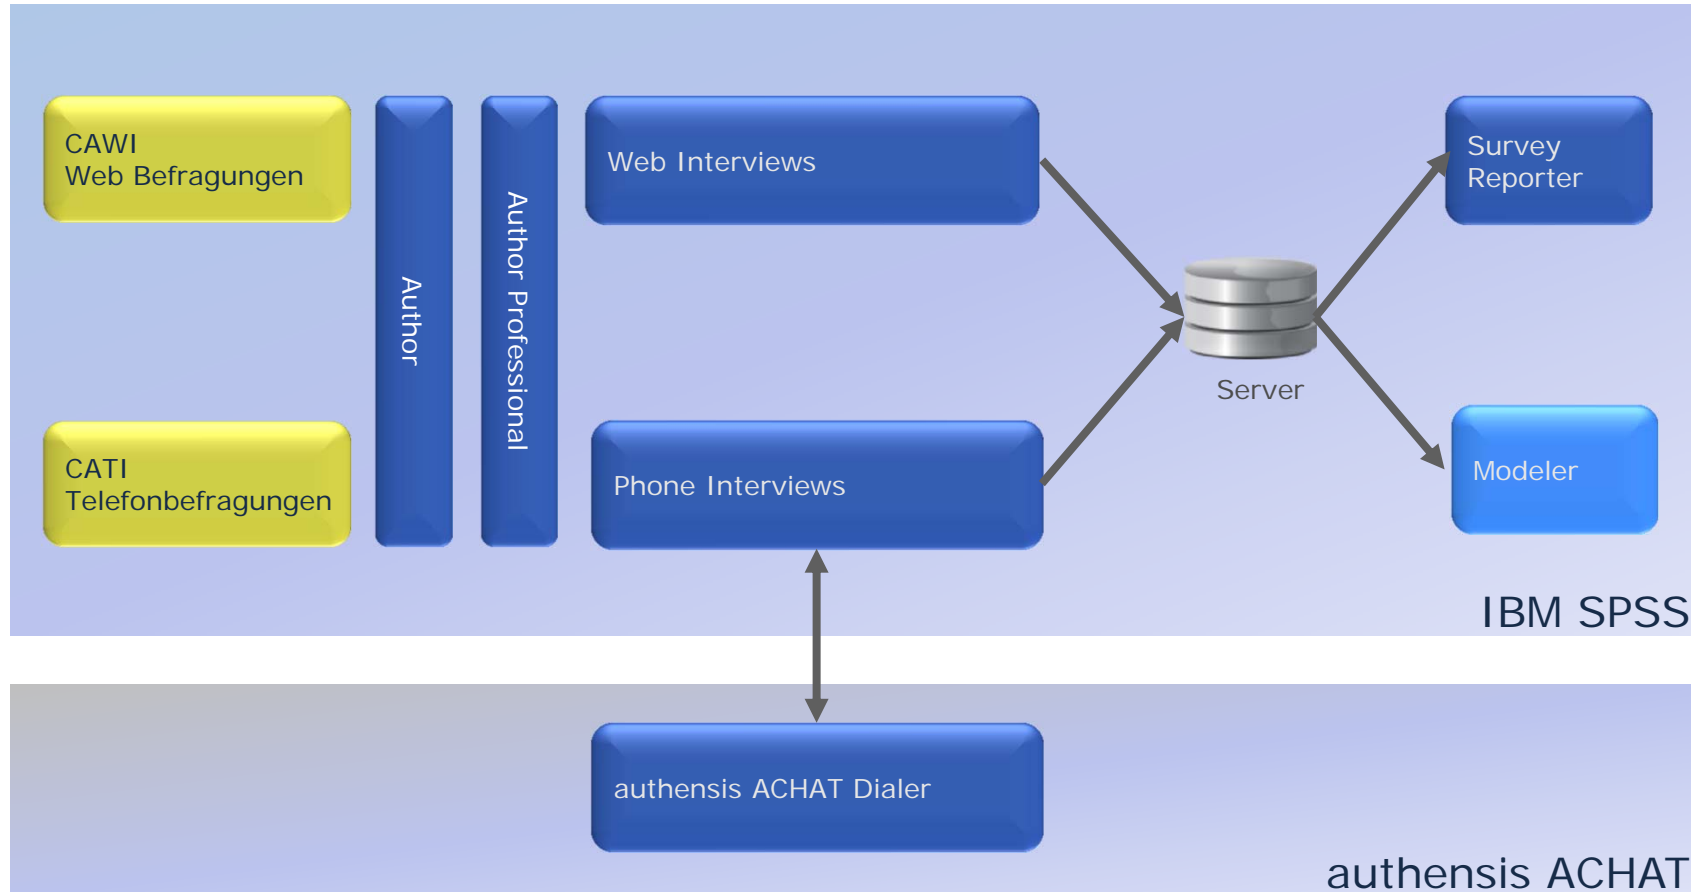 CAWI
Web Befragungen
Author
Author Professional
Web Interviews
Survey
Reporter
Server
CATI
Telefonbefragungen
Phone Interviews
Modeler
IBM SPSS
authensis ACHAT Dialer
authensis ACHAT